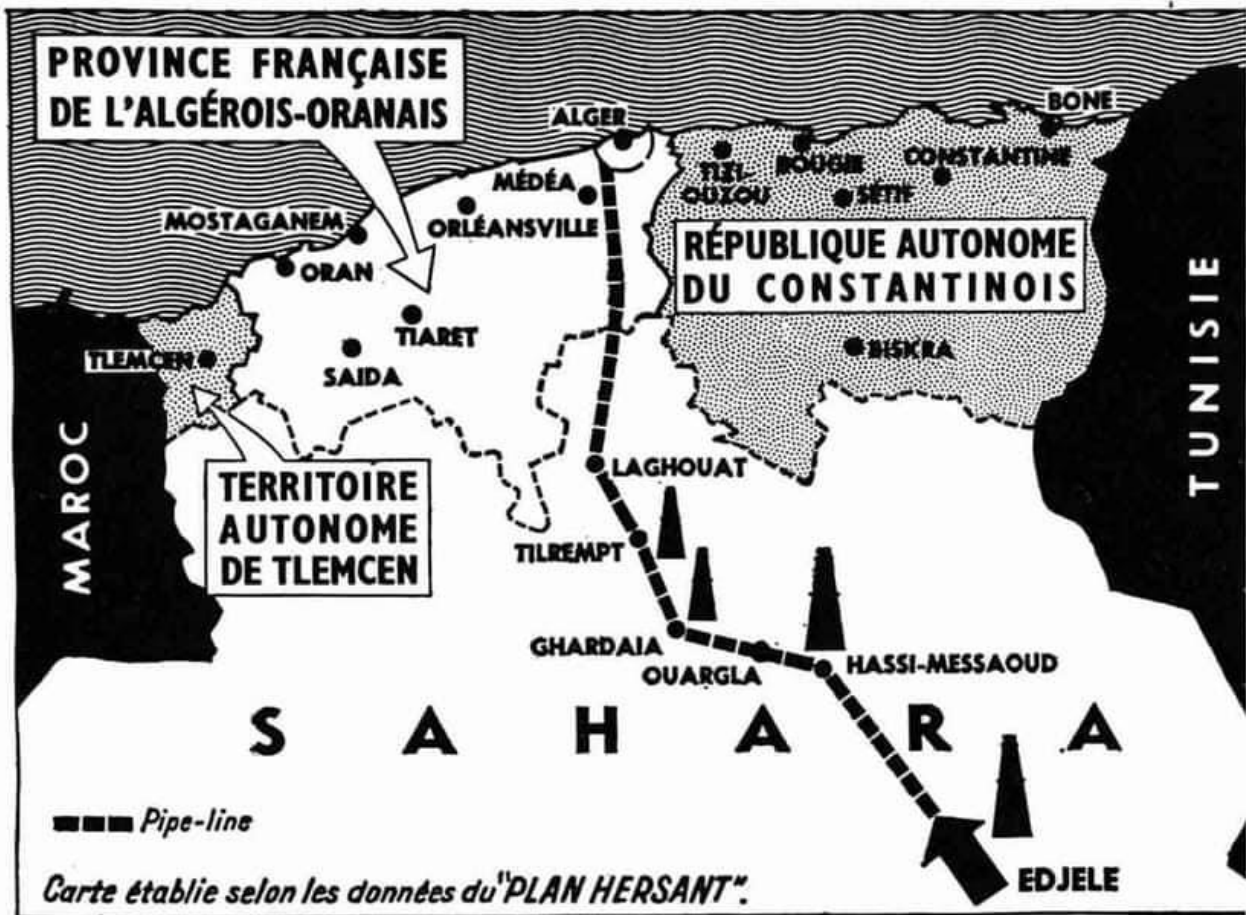 PROVINCE FRANÇAISE
DE L'ALGÉROIS-ORANAIS
ALGER
BONE
MÉDÉA
TIZI-
OUZOU
BOUGIE
CONSTANTINE
SÉTIF
MOSTAGANEM
ORLÉANSVILLE
ORAN
RÉPUBLIQUE AUTONOME
DU CONSTANTINOIS
TIARET
TLEMCEN
SAIDA
BISKRA
MAROC
TUNISIE
TERRITOIRE
AUTONOME
DE TLEMCEN
LAGHOUAT
TILREMPT
GHARDAIA
OUARGLA
HASSI-MESSAOUD
SAHARA
Pipe-line
EDJELE
Carte établie selon les données du "PLAN HERSANT".